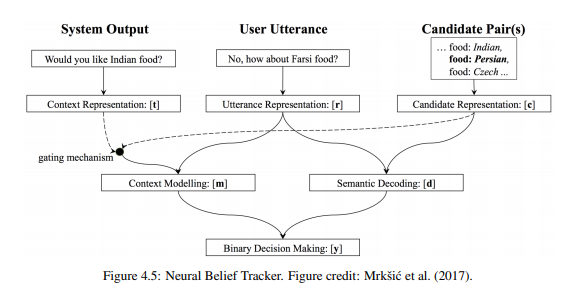 System Output
User Utterance
Candidate Pair(s)
Would you like Indian food?
No, how about Farsi food?
... food: Indian,
food: Persian,
food: Czech ...
Context Representation: [t]
Utterance Representation: [r]
Candidate Representation: [c]
gating mechanism
Context Modelling: [m]
Semantic Decoding: [d]
Binary Decision Making: [y]
Figure 4.5: Neural Belief Tracker. Figure credit: Mrkšić et al. (2017).